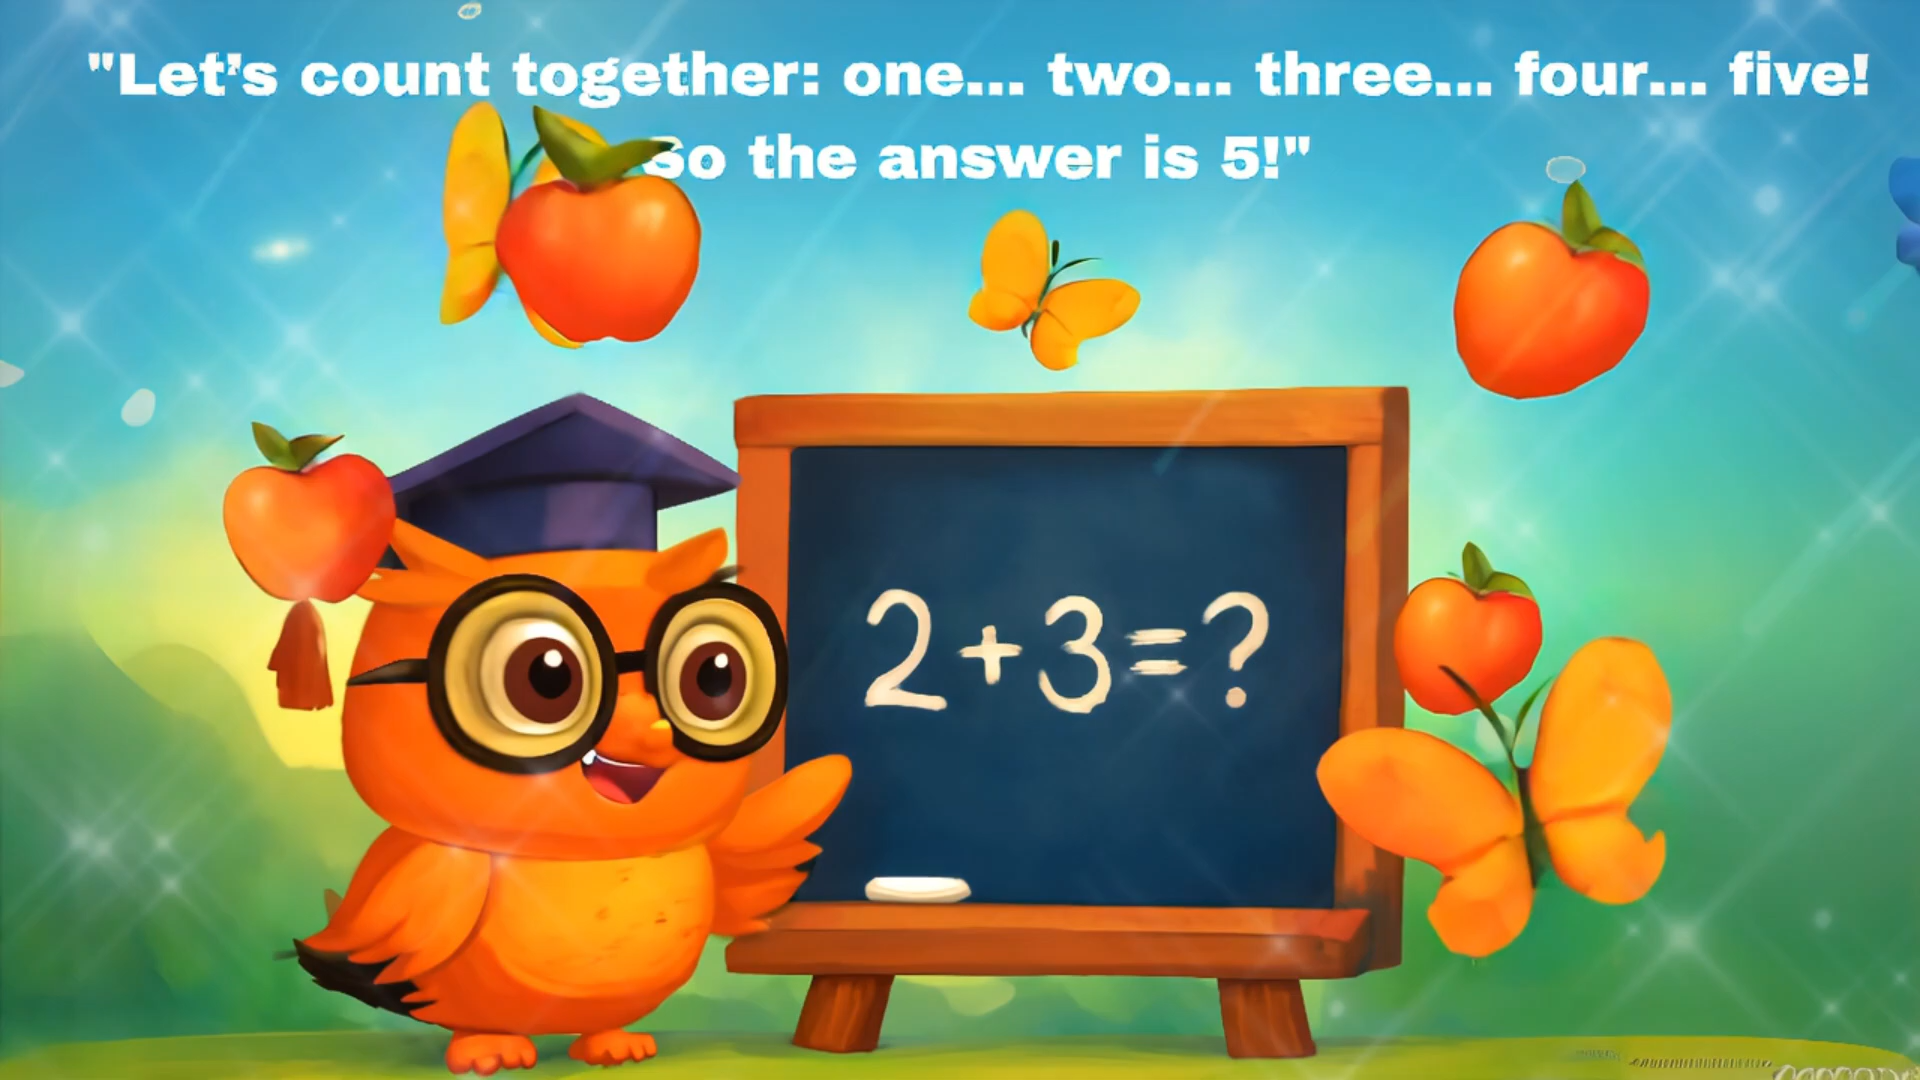 "Let's count together: one... two... three... four... five!
So the answer is 5!"
2+3=?